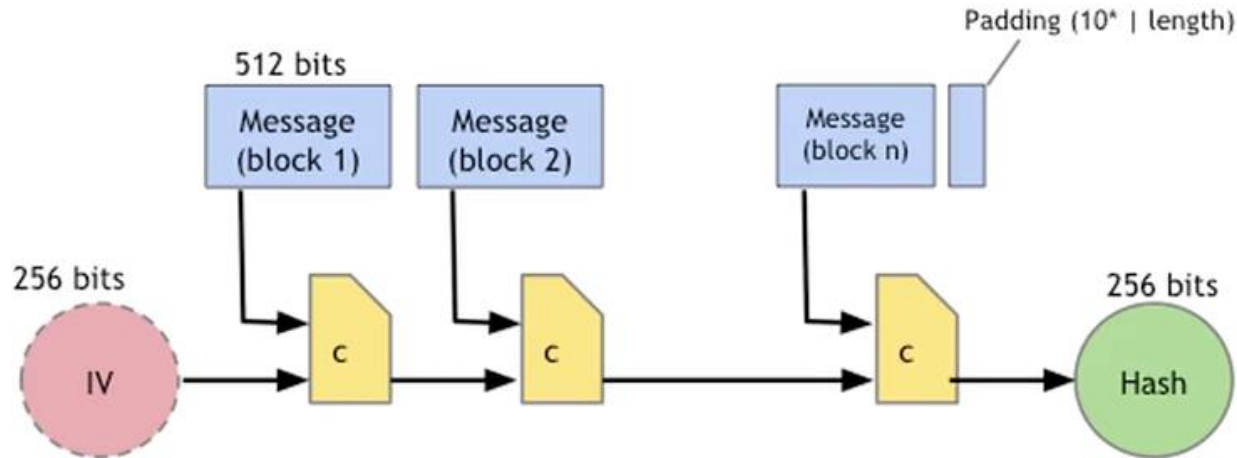 Padding (10* | length)
512 bits
Message
(block 1)
Message
(block 2)
Message
(block n)
256 bits
256 bits
IV
c
c
c
Hash